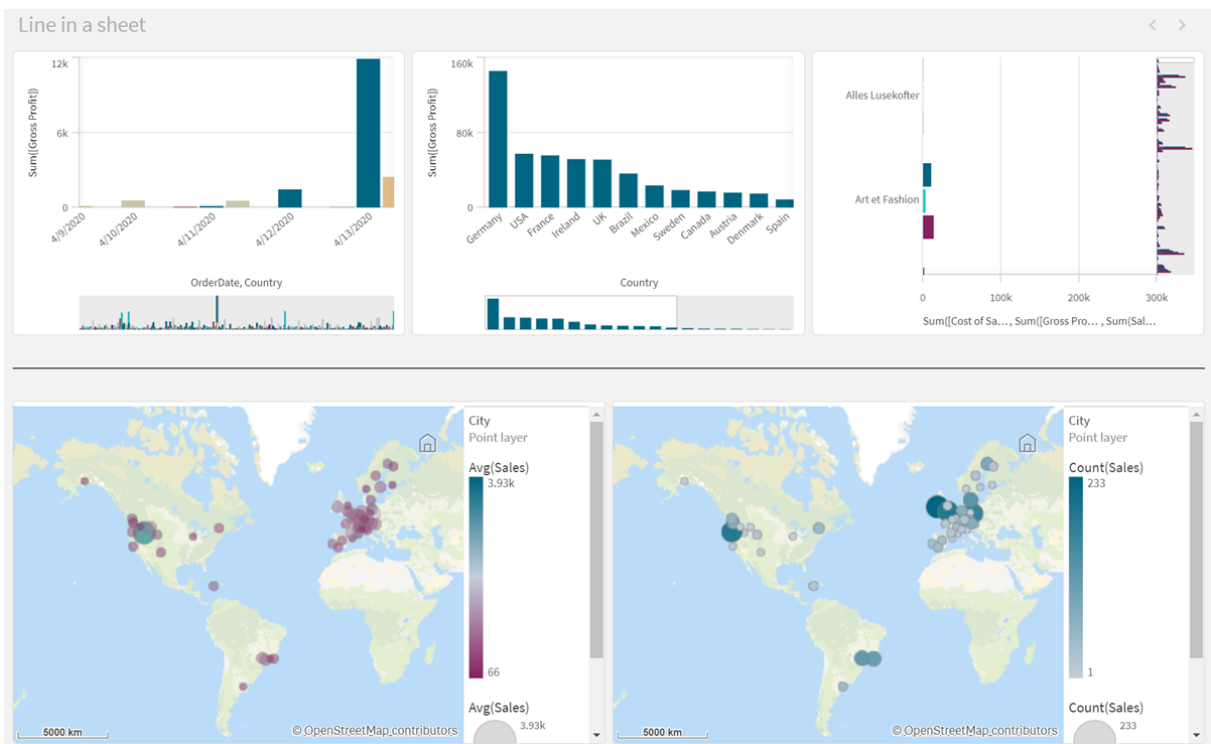 Line in a sheet
12k
6k
0
Sum([Gross Profit])
4/9/2020
4/10/2020
4/11/2020
4/12/2020
4/13/2020
OrderDate, Country
160k
80k
0
Sum([Gross Profit])
Germany
USA
France
Ireland
UK
Brazil
Mexico
Sweden
Canada
Austria
Denmark
Spain
Country
Alles Lusekofter
Art et Fashion
0
100k
200k
300k
Sum([Cost of Sa... , Sum([Gross Pro... , Sum(Sal...
City
Point layer
Avg(Sales)
3.93k
66
Avg(Sales)
3.93k
5000 km
© OpenStreetMap contributors
City
Point layer
Count(Sales)
233
1
Count(Sales)
233
5000 km
© OpenStreetMap contributors